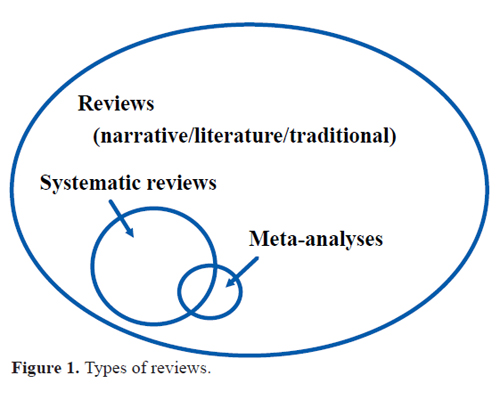 Reviews
(narrative/literature/traditional)
Systematic reviews
Meta-analyses
Figure 1. Types of reviews.